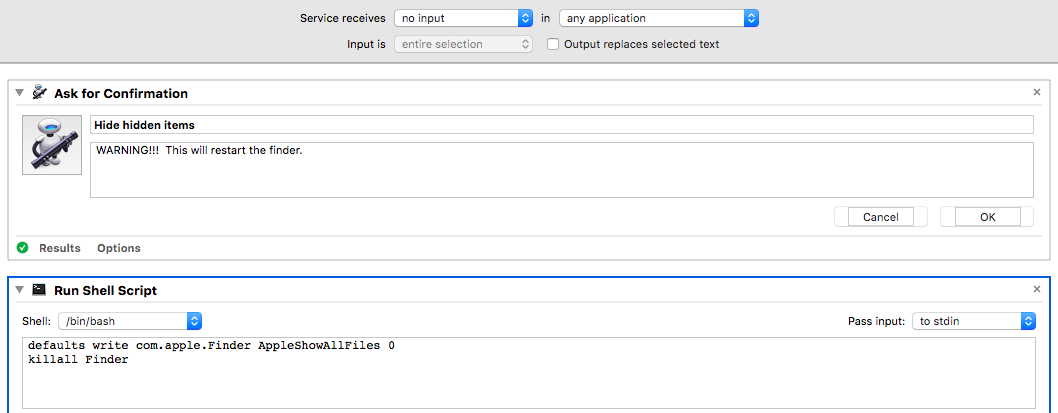 Service receives no input in any application
Input is entire selection Output replaces selected text
Ask for Confirmation
Hide hidden items
WARNING!!!  This will restart the finder.
Cancel OK
Results Options
Run Shell Script
Shell: /bin/bash Pass input: to stdin
defaults write com.apple.Finder AppleShowAllFiles 0
killall Finder